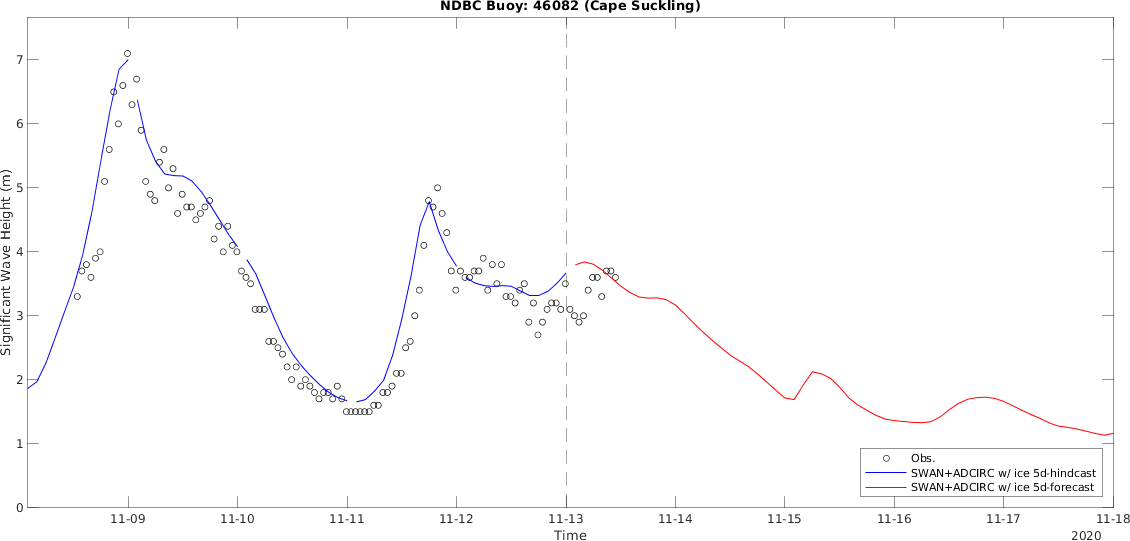 NDBC Buoy: 46082 (Cape Suckling)
Significant Wave Height (m)
7
6
5
4
3
2
1
0
Obs.
SWAN+ADCIRC w/ ice 5d-hindcast
SWAN+ADCIRC w/ ice 5d-forecast
11-09 11-10 11-11 11-12 11-13 11-14 11-15 11-16 11-17 11-18
Time
2020